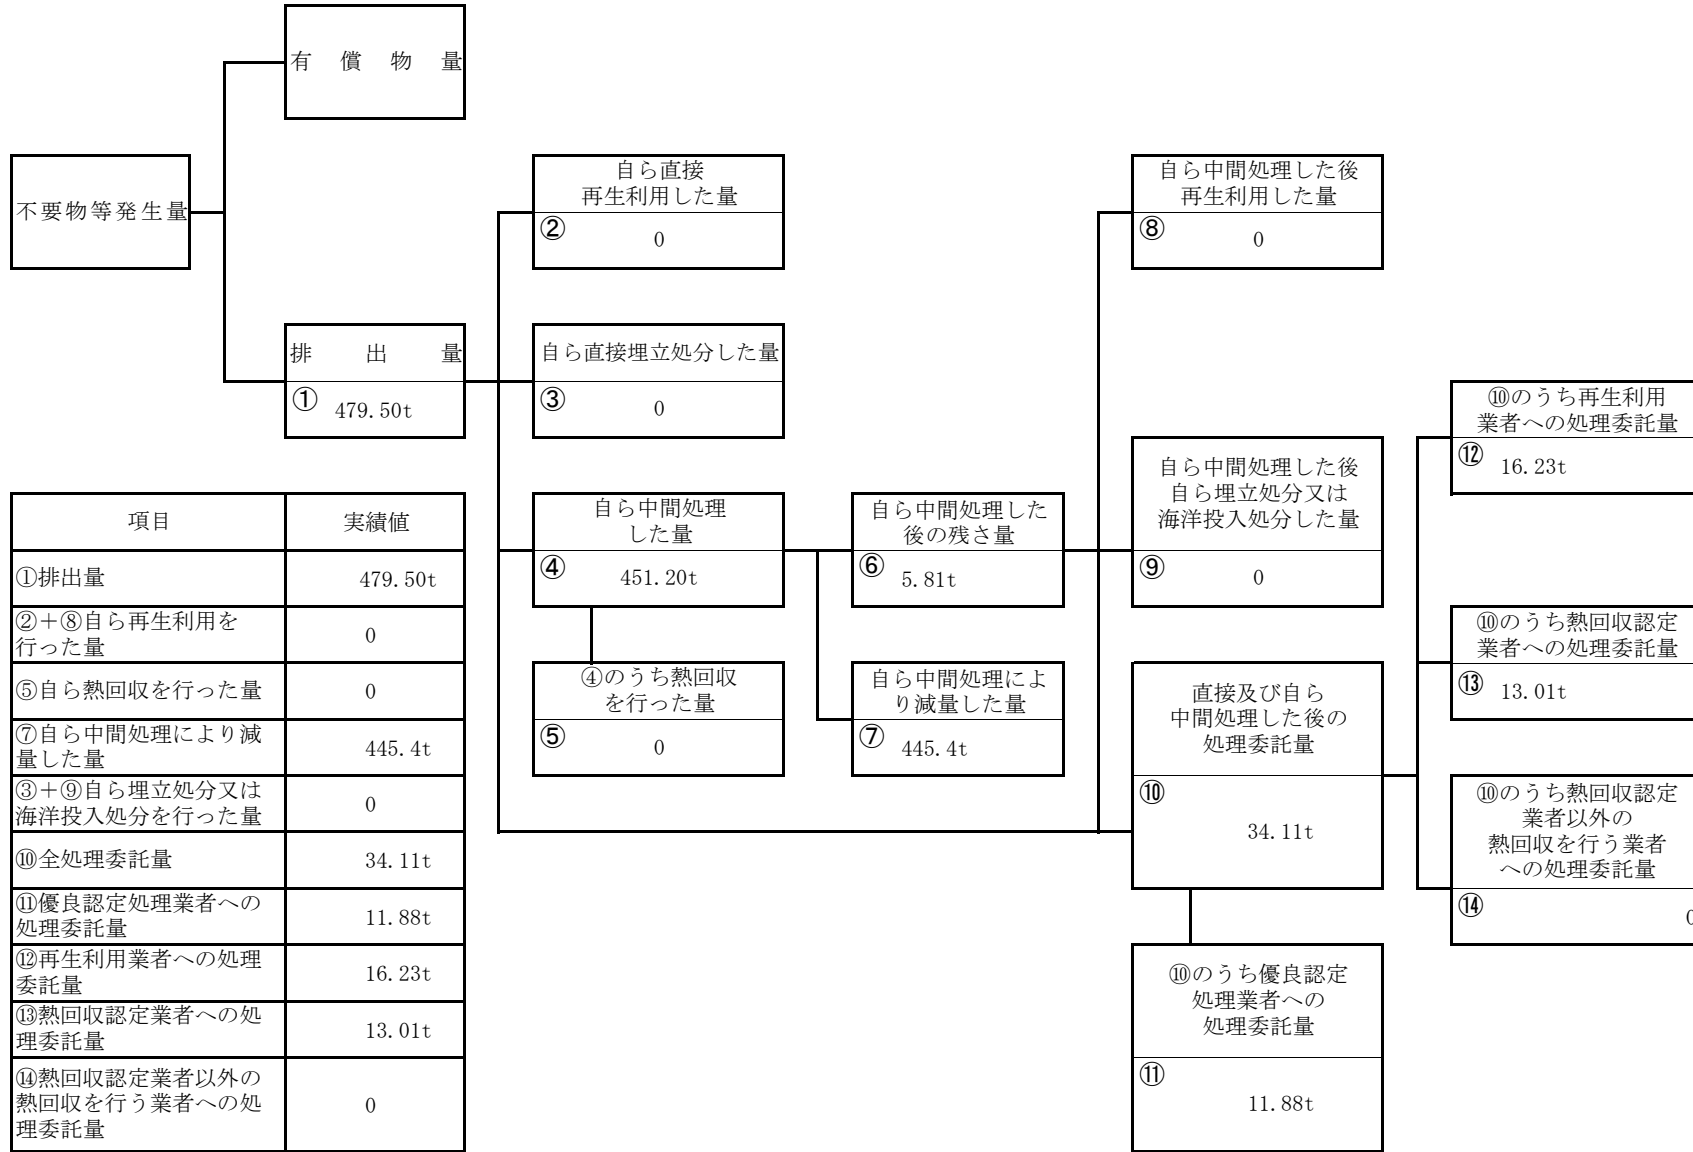 有償物量
不要物等発生量
自ら直接
再生利用した量
② 0
自ら中間処理した後
再生利用した量
⑧ 0
排出量
① 479.50t
自ら直接埋立処分した量
③ 0
⑩のうち再生利用
業者への処理委託量
⑫ 16.23t
自ら中間処理
した量
④ 451.20t
自ら中間処理した
後の残さ量
⑥ 5.81t
自ら中間処理した後
自ら埋立処分又は
海洋投入処分した量
⑨ 0
⑩のうち熱回収認定
業者への処理委託量
⑬ 13.01t
④のうち熱回収
を行った量
⑤ 0
自ら中間処理によ
り減量した量
⑦ 445.4t
直接及び自ら
中間処理した後の
処理委託量
⑩ 34.11t
⑩のうち熱回収認定
業者以外の
熱回収を行う業者
への処理委託量
⑭ 0
⑩のうち優良認定
処理業者への
処理委託量
⑪ 11.88t
項目 実績値
①排出量 479.50t
②＋⑧自ら再生利用を
行った量 0
⑤自ら熱回収を行った量 0
⑦自ら中間処理により減
量した量 445.4t
③＋⑨自ら埋立処分又は
海洋投入処分を行った量 0
⑩全処理委託量 34.11t
⑪優良認定処理業者への
処理委託量 11.88t
⑫再生利用業者への処理
委託量 16.23t
⑬熱回収認定業者への処
理委託量 13.01t
⑭熱回収認定業者以外の
熱回収を行う業者への処
理委託量 0